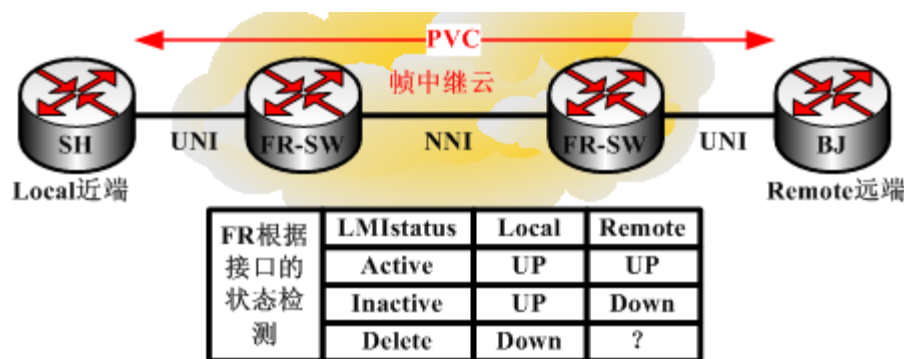 PVC
帧中继云
SH
UNI
FR-SW
NNI
FR-SW
UNI
BJ
Local近端
Remote远端
FR根据
接口的
状态检
测
LMIstatus Local Remote
Active UP UP
Inactive UP Down
Delete Down ?